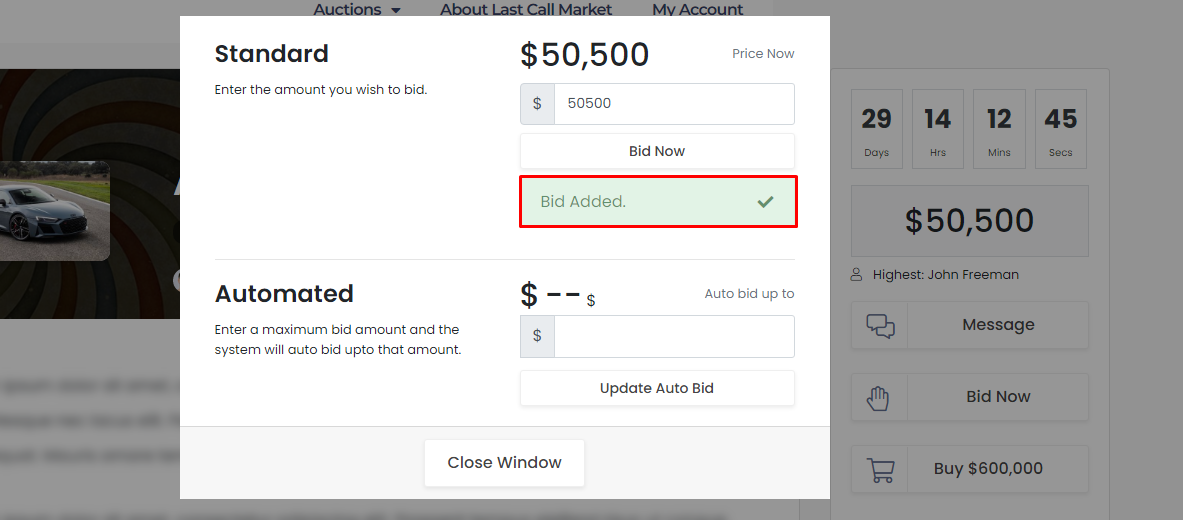 Auctions About Last Call Market My Account
Standard
Enter the amount you wish to bid.
$50,500
Price Now
$ 50500
Bid Now
Bid Added.
Automated
Enter a maximum bid amount and the
system will auto bid upto that amount.
$ -- $
Auto bid up to
$
Update Auto Bid
Close Window
29 14 12 45
Days Hrs Mins Secs
$50,500
Highest: John Freeman
Message
Bid Now
Buy $600,000